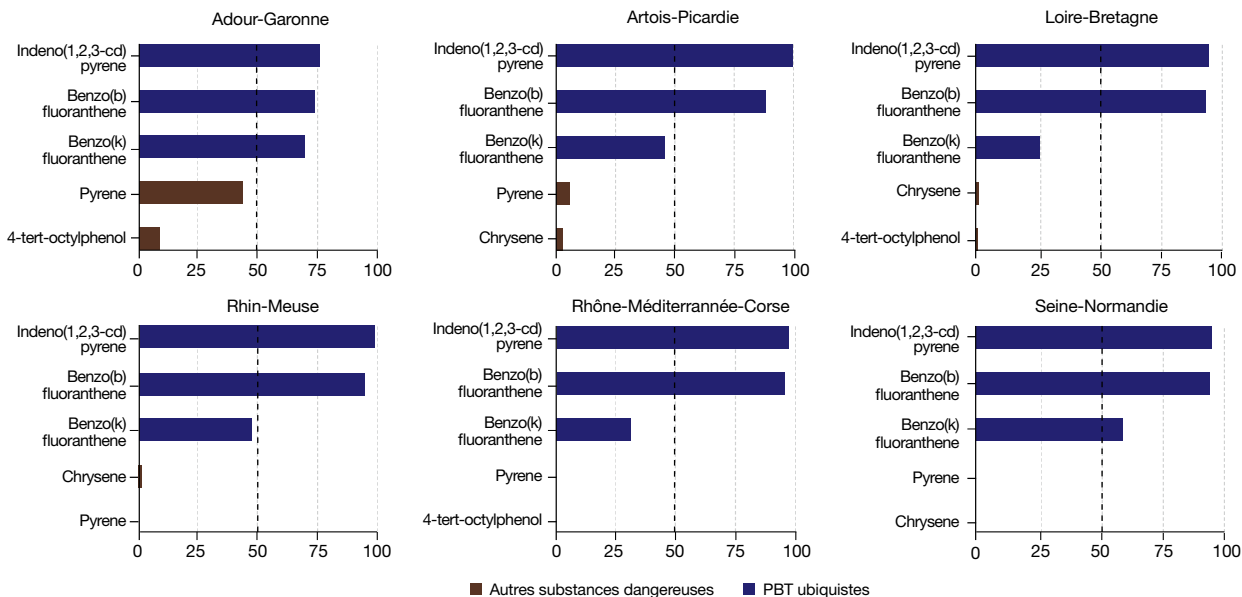 Adour-Garonne
Indeno(1,2,3-cd)
pyrene
Benzo(b)
fluoranthene
Benzo(k)
fluoranthene
Pyrene
4-tert-octylphenol
0 25 50 75 100
Artois-Picardie
Indeno(1,2,3-cd)
pyrene
Benzo(b)
fluoranthene
Benzo(k)
fluoranthene
Pyrene
Chrysene
0 25 50 75 100
Loire-Bretagne
Indeno(1,2,3-cd)
pyrene
Benzo(b)
fluoranthene
Benzo(k)
fluoranthene
Chrysene
4-tert-octylphenol
0 25 50 75 100
Rhin-Meuse
Indeno(1,2,3-cd)
pyrene
Benzo(b)
fluoranthene
Benzo(k)
fluoranthene
Chrysene
Pyrene
0 25 50 75 100
Rhône-Méditerrannée-Corse
Indeno(1,2,3-cd)
pyrene
Benzo(b)
fluoranthene
Benzo(k)
fluoranthene
Pyrene
4-tert-octylphenol
0 25 50 75 100
Seine-Normandie
Indeno(1,2,3-cd)
pyrene
Benzo(b)
fluoranthene
Benzo(k)
fluoranthene
Pyrene
Chrysene
0 25 50 75 100
Autres substances dangereuses PBT ubiquistes